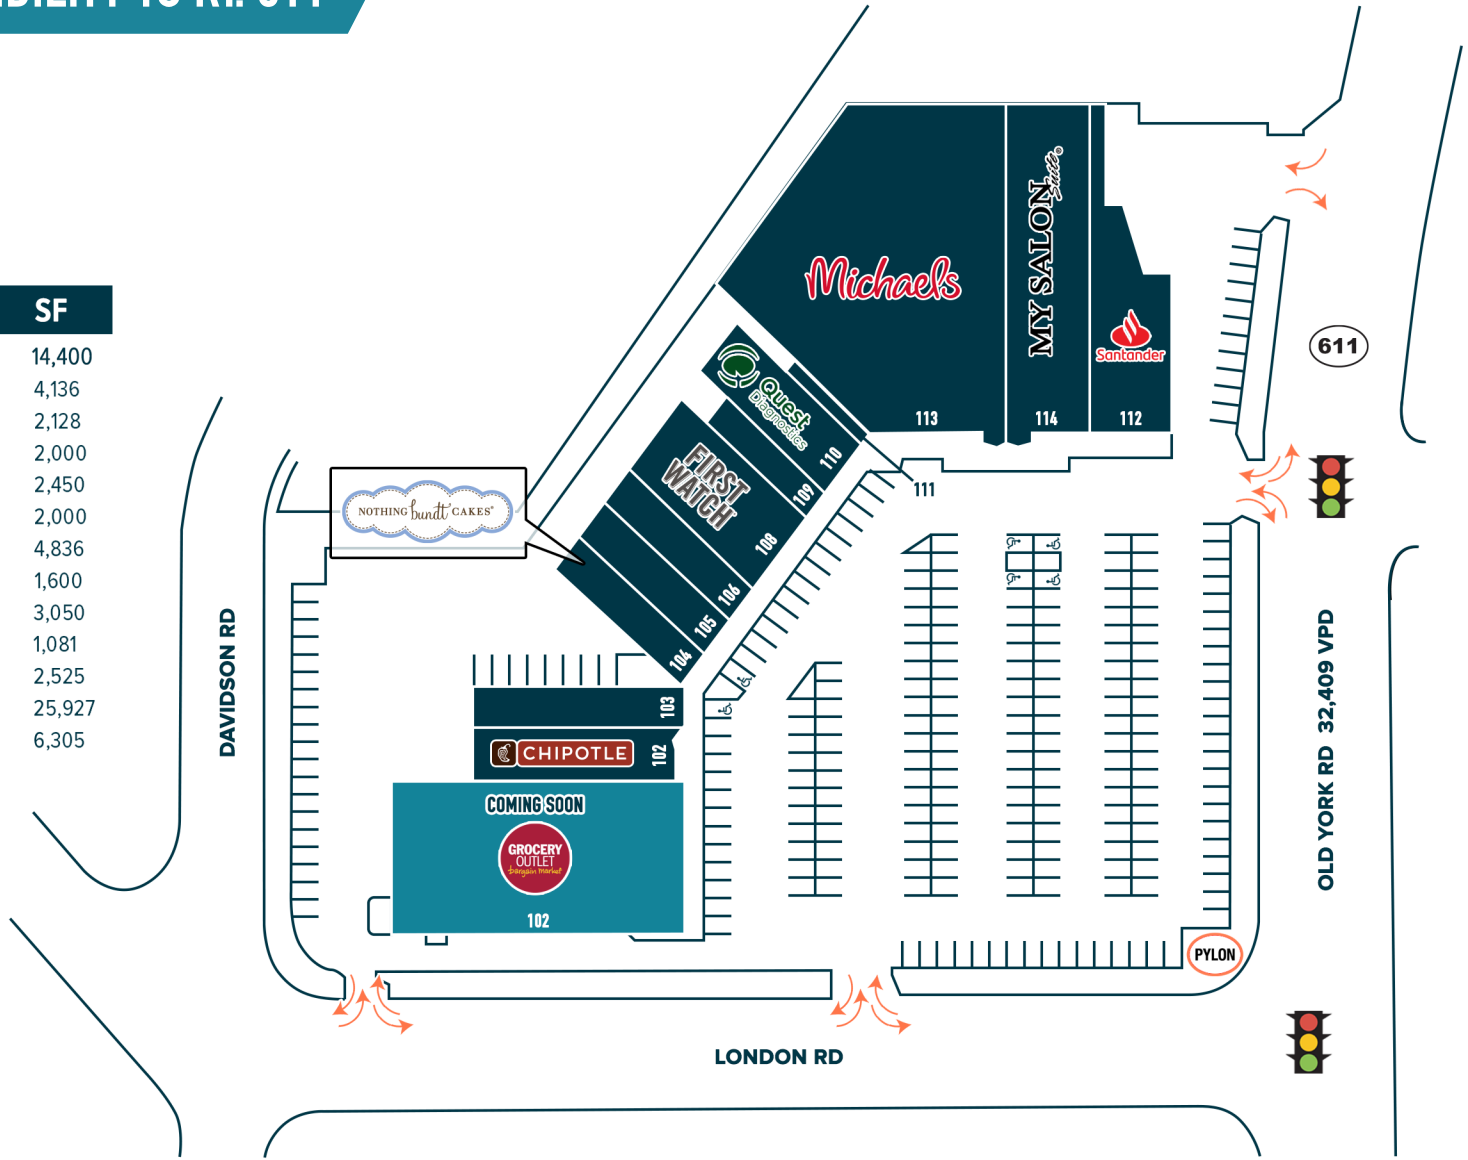 RT. 611
SF
14,400
4,136
2,128
2,000
2,450
2,000
4,836
1,600
3,050
1,081
2,525
25,927
6,305
Michaels
MY SALON Suite®
Santander
113
114
112
611
Quest
Diagnostics
110
111
109
FIRST
WATCH
108
106
105
104
NOTHING bundt CAKES®
103
CHIPOTLE
102
COMING SOON
GROCERY
OUTLET
bargain market
102
DAVIDSON RD
OLD YORK RD 32,409 VPD
PYLON
LONDON RD